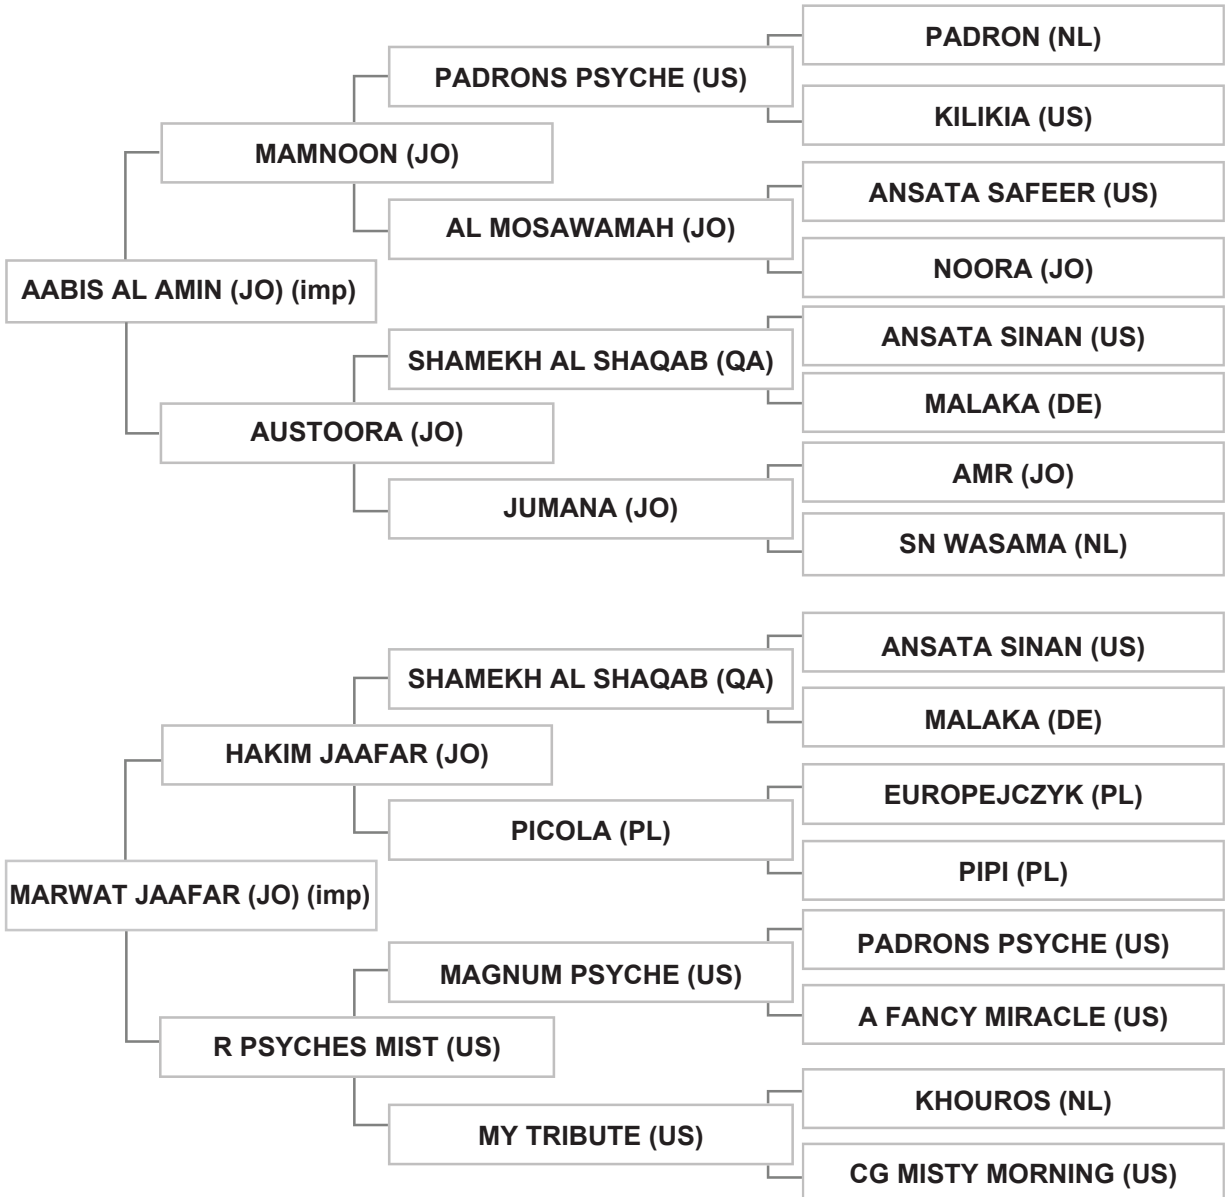 PADRON (NL)
PADRONS PSYCHE (US)
KILIKIA (US)
MAMNOON (JO)
ANSATA SAFEER (US)
AL MOSAWAMAH (JO)
NOORA (JO)
AABIS AL AMIN (JO) (imp)
ANSATA SINAN (US)
SHAMEKH AL SHAQAB (QA)
MALAKA (DE)
AUSTOORA (JO)
AMR (JO)
JUMANA (JO)
SN WASAMA (NL)
ANSATA SINAN (US)
SHAMEKH AL SHAQAB (QA)
MALAKA (DE)
HAKIM JAAFAR (JO)
EUROPEJCZYK (PL)
PICOLA (PL)
PIPI (PL)
MARWAT JAAFAR (JO) (imp)
PADRONS PSYCHE (US)
MAGNUM PSYCHE (US)
A FANCY MIRACLE (US)
R PSYCHES MIST (US)
KHOUROS (NL)
MY TRIBUTE (US)
CG MISTY MORNING (US)